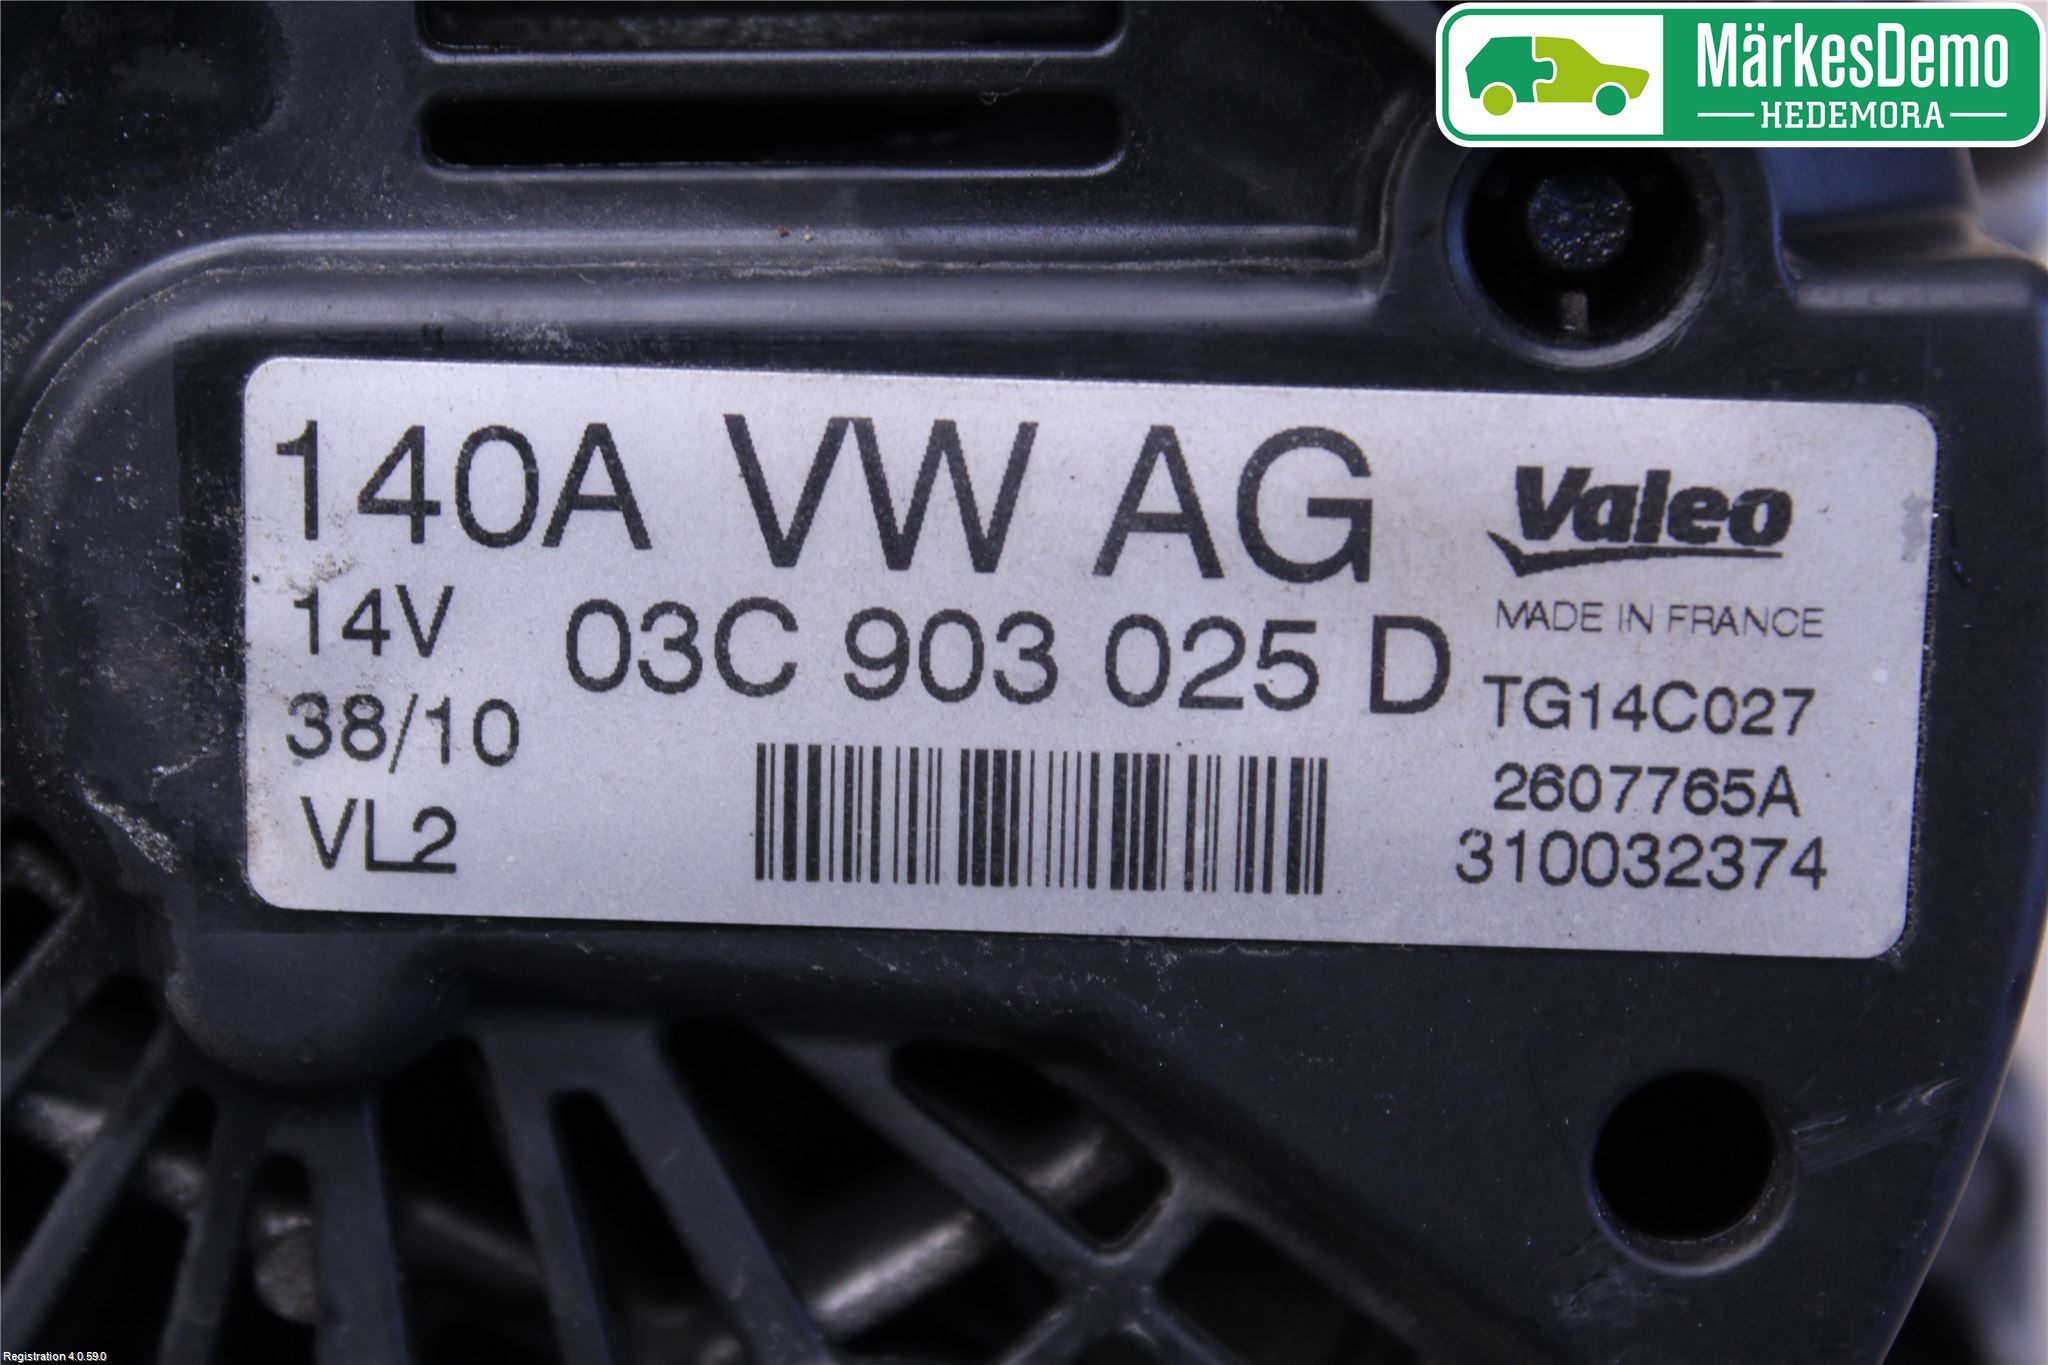 MärkesDemo
HEDEMORA
140A VW AG
Valeo
MADE IN FRANCE
14V
03C 903 025 D
TG14C027
38/10
2607765A
VL2
310032374
Registration 4.0.59.0